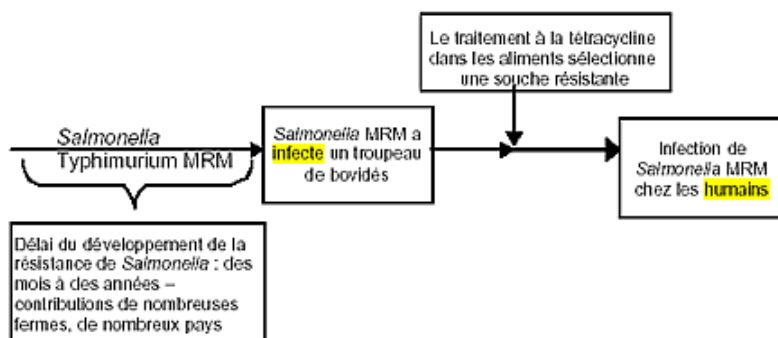 Le traitement à la tétracycline
dans les aliments sélectionne
une souche résistante
Salmonella
Typhimurium MRM
Salmonella MRM a
infecte un troupeau
de bovidés
Infection de
Salmonella MRM
chez les humains
Délai du développement de la
résistance de Salmonella : des
mois à des années –
contributions de nombreuses
fermes, de nombreux pays